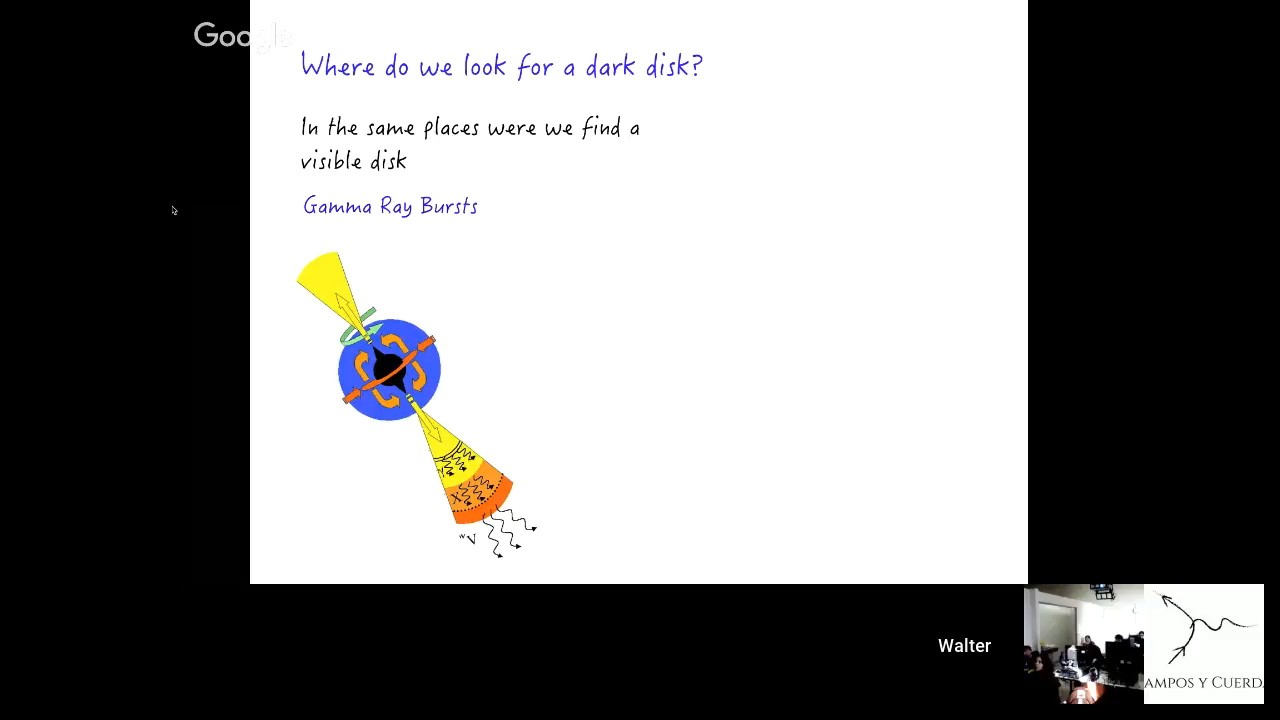 Google
Where do we look for a dark disk?
In the same places were we find a
visible disk
Gamma Ray Bursts
X
Walter
AMPOS Y CUERD